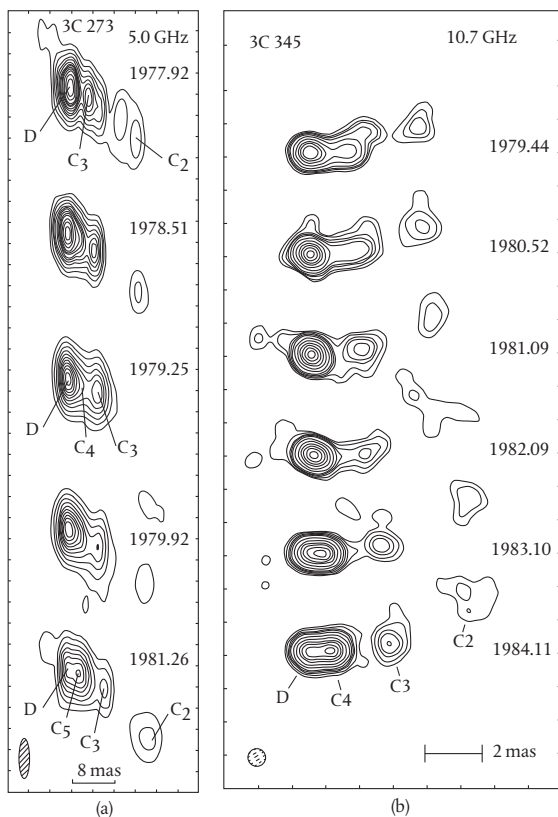 3C 273
5.0 GHz
1977.92
D
C3
C2
1978.51
1979.25
D
C4
C3
1979.92
1981.26
D
C5
C3
C2
8 mas
(a)
3C 345
10.7 GHz
1979.44
1980.52
1981.09
1982.09
1983.10
C2
1984.11
D
C4
C3
2 mas
(b)